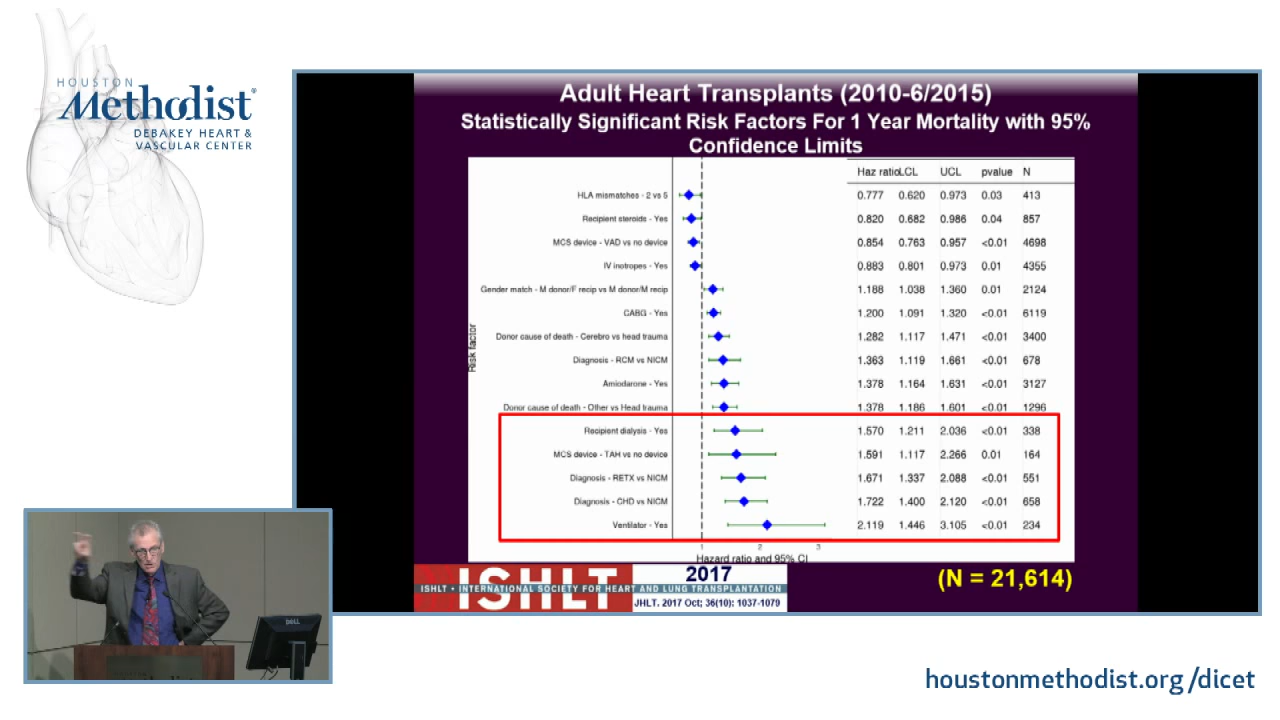 HOUSTON
Methodist®
DEBAKEY HEART &
VASCULAR CENTER
Adult Heart Transplants (2010-6/2015)
Statistically Significant Risk Factors For 1 Year Mortality with 95%
Confidence Limits
Haz ratioLCL UCL pvalue N
HLA mismatches - 2 vs 5 0.777 0.620 0.973 0.03 413
Recipient steroids - Yes 0.820 0.682 0.986 0.04 857
MCS device - VAD vs no device 0.854 0.763 0.957 <0.01 4698
IV inotropes - Yes 0.883 0.801 0.973 0.01 4355
Gender match - M donor/F recip vs M donor/M recip 1.188 1.038 1.360 0.01 2124
CABG - Yes 1.200 1.091 1.320 <0.01 6119
Donor cause of death - Cerebro vs head trauma 1.282 1.117 1.471 <0.01 3400
Diagnosis - RCM vs NICM 1.363 1.119 1.661 <0.01 678
Amiodarone - Yes 1.378 1.164 1.631 <0.01 3127
Donor cause of death - Other vs Head trauma 1.378 1.186 1.601 <0.01 1296
Recipient dialysis - Yes 1.570 1.211 2.036 <0.01 338
MCS device - TAH vs no device 1.591 1.117 2.266 0.01 164
Diagnosis - RETX vs NICM 1.671 1.337 2.088 <0.01 551
Diagnosis - CHD vs NICM 1.722 1.400 2.120 <0.01 658
Ventilator - Yes 2.119 1.446 3.105 <0.01 234
Risk factor
1 2 3
Hazard ratio and 95% CI
ISHLT
2017
ISHLT • INTERNATIONAL SOCIETY FOR HEART AND LUNG TRANSPLANTATION
JHLT. 2017 Oct; 36(10): 1037-1079
(N = 21,614)
DELL
houstonmethodist.org/dicet